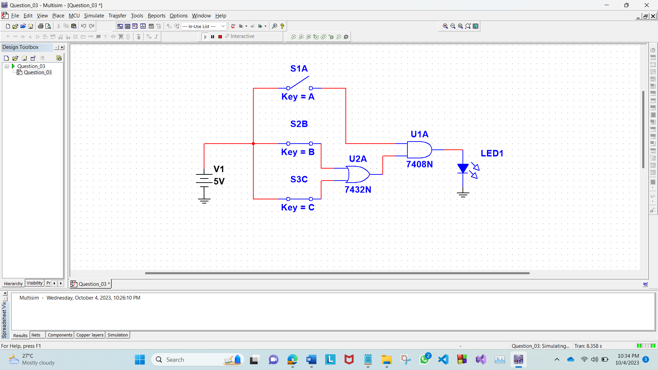 Question_03 - Multisim - [Question_03 *]
File Edit View Place MCU Simulate Transfer Tools Reports Options Window Help
--- In-Use List ---
Interactive
Design Toolbox
Question_03
Question_03
S1A
Key = A
S2B
Key = B
S3C
Key = C
V1
5V
U2A
7432N
U1A
7408N
LED1
Hierarchy Visibility
Question_03 *
Spreadsheet Vi
Multisim - Wednesday, October 4, 2023, 10:26:10 PM
Results Nets Components Copper layers Simulation
For Help, press F1
Question_03: Simulating... Tran: 8.358 s
27°C
Mostly cloudy
Search
10:34 PM
10/4/2023